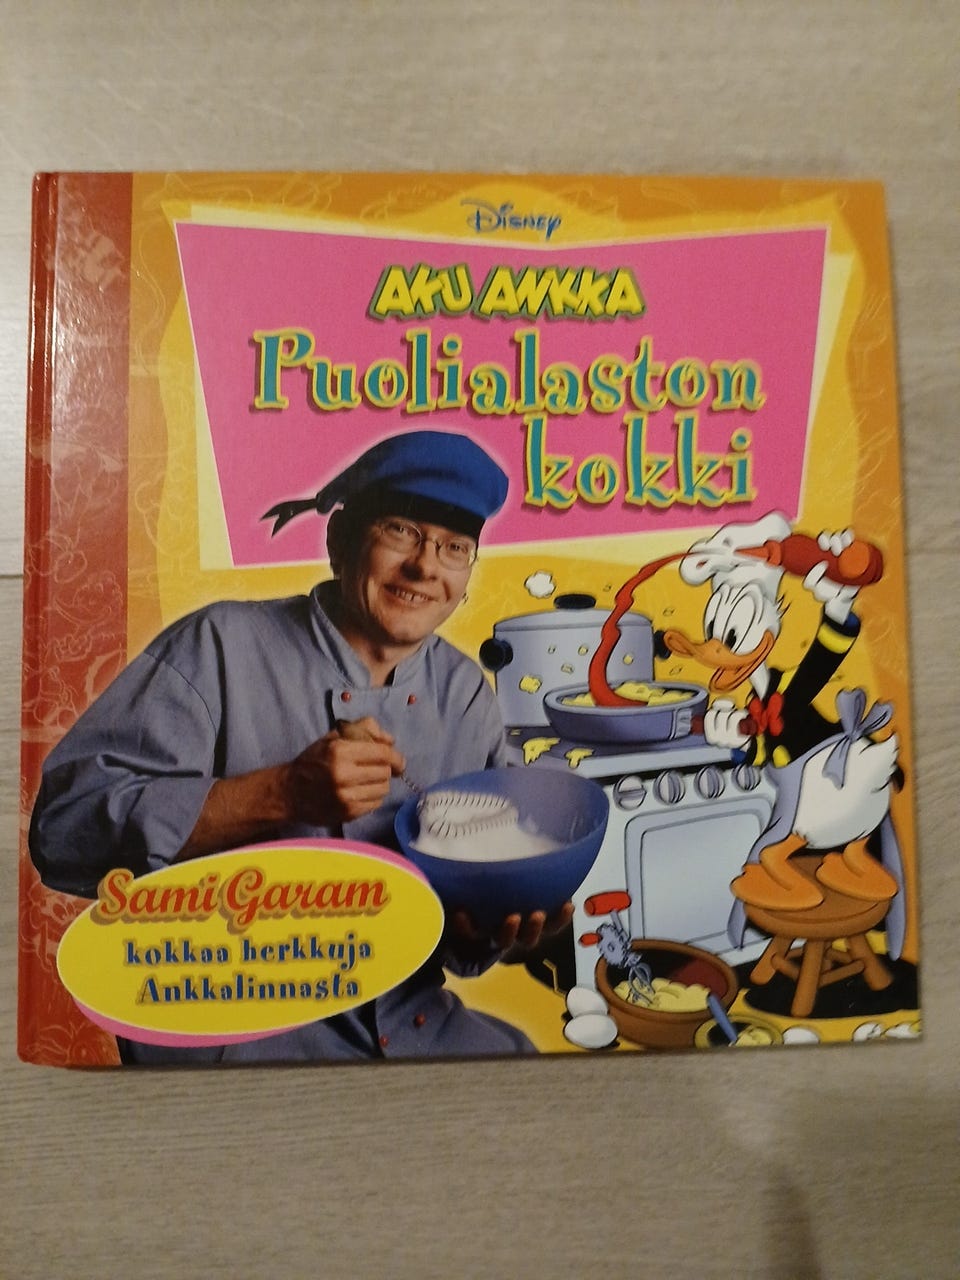 Disney
AKU ANKKA
Puolialaston
kokki
Sami Garam
kokkaa herkkuja
Ankkalinnasta